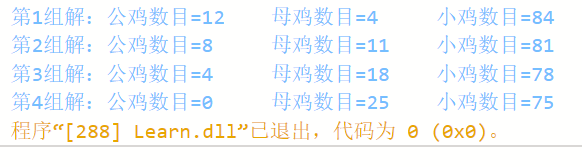 第1组解：公鸡数目=12 母鸡数目=4 小鸡数目=84
第2组解：公鸡数目=8 母鸡数目=11 小鸡数目=81
第3组解：公鸡数目=4 母鸡数目=18 小鸡数目=78
第4组解：公鸡数目=0 母鸡数目=25 小鸡数目=75
程序“[288] Learn.dll”已退出，代码为 0 (0x0)。